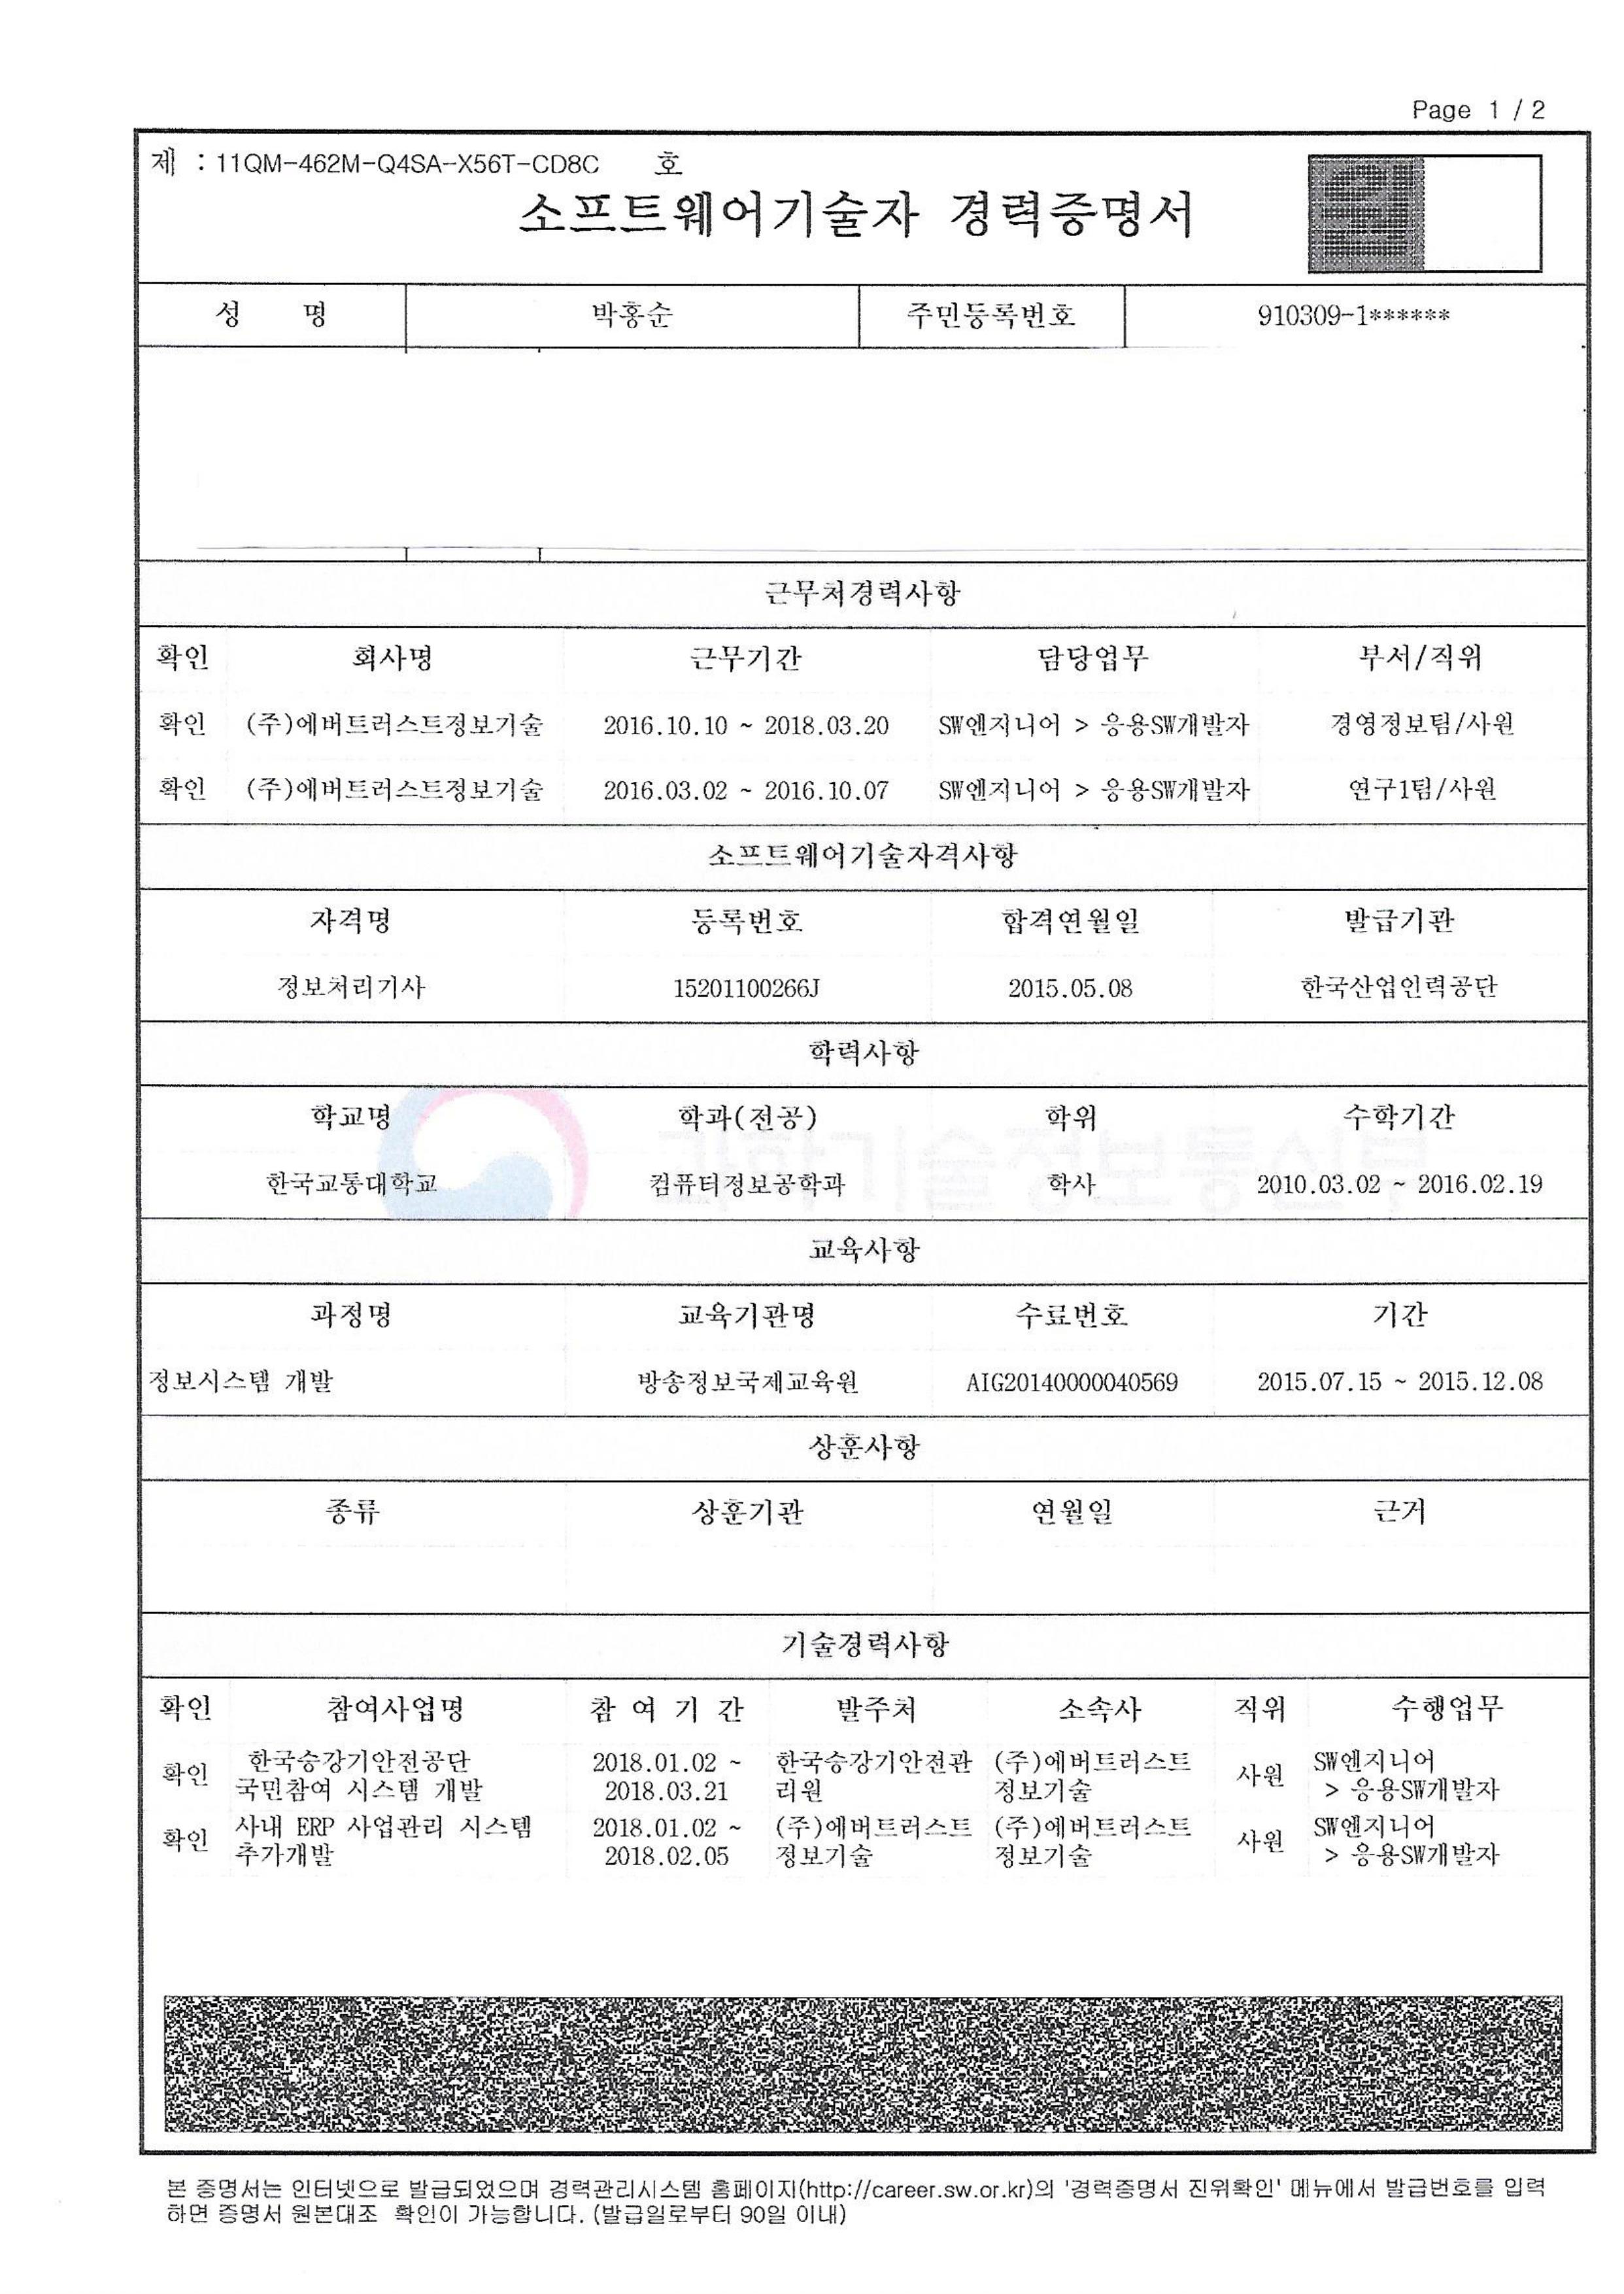 Page 1 / 2
제 : 11QM-462M-Q4SA-X56T-CD8C 호
소프트웨어기술자 경력증명서
성 명 박홍순 주민등록번호 910309-1******
근무처경력사항
확인 회사명 근무기간 담당업무 부서/직위
확인 (주)에버트러스트정보기술 2016.10.10 ~ 2018.03.20 SW엔지니어 > 응용SW개발자 경영정보팀/사원
확인 (주)에버트러스트정보기술 2016.03.02 ~ 2016.10.07 SW엔지니어 > 응용SW개발자 연구1팀/사원
소프트웨어기술자격사항
자격명 등록번호 합격연월일 발급기관
정보처리기사 15201100266J 2015.05.08 한국산업인력공단
학력사항
학교명 학과(전공) 학위 수학기간
한국교통대학교 컴퓨터정보공학과 학사 2010.03.02 ~ 2016.02.19
과학기술정보통신부
교육사항
과정명 교육기관명 수료번호 기간
정보시스템 개발 방송정보국제교육원 AIG20140000040569 2015.07.15 ~ 2015.12.08
상훈사항
종류 상훈기관 연월일 근거
기술경력사항
확인 참여사업명 참 여 기 간 발주처 소속사 직위 수행업무
한국승강기안전공단 2018.01.02 ~ 한국승강기안전관 (주)에버트러스트 SW엔지니어
확인 국민참여 시스템 개발 2018.03.21 리원 정보기술 사원 > 응용SW개발자
사내 ERP 사업관리 시스템 2018.01.02 ~ (주)에버트러스트 (주)에버트러스트 SW엔지니어
확인 추가개발 2018.02.05 정보기술 정보기술 사원 > 응용SW개발자
본 증명서는 인터넷으로 발급되었으며 경력관리시스템 홈페이지(http://career.sw.or.kr)의 '경력증명서 진위확인' 메뉴에서 발급번호를 입력
하면 증명서 원본대조 확인이 가능합니다. (발급일로부터 90일 이내)